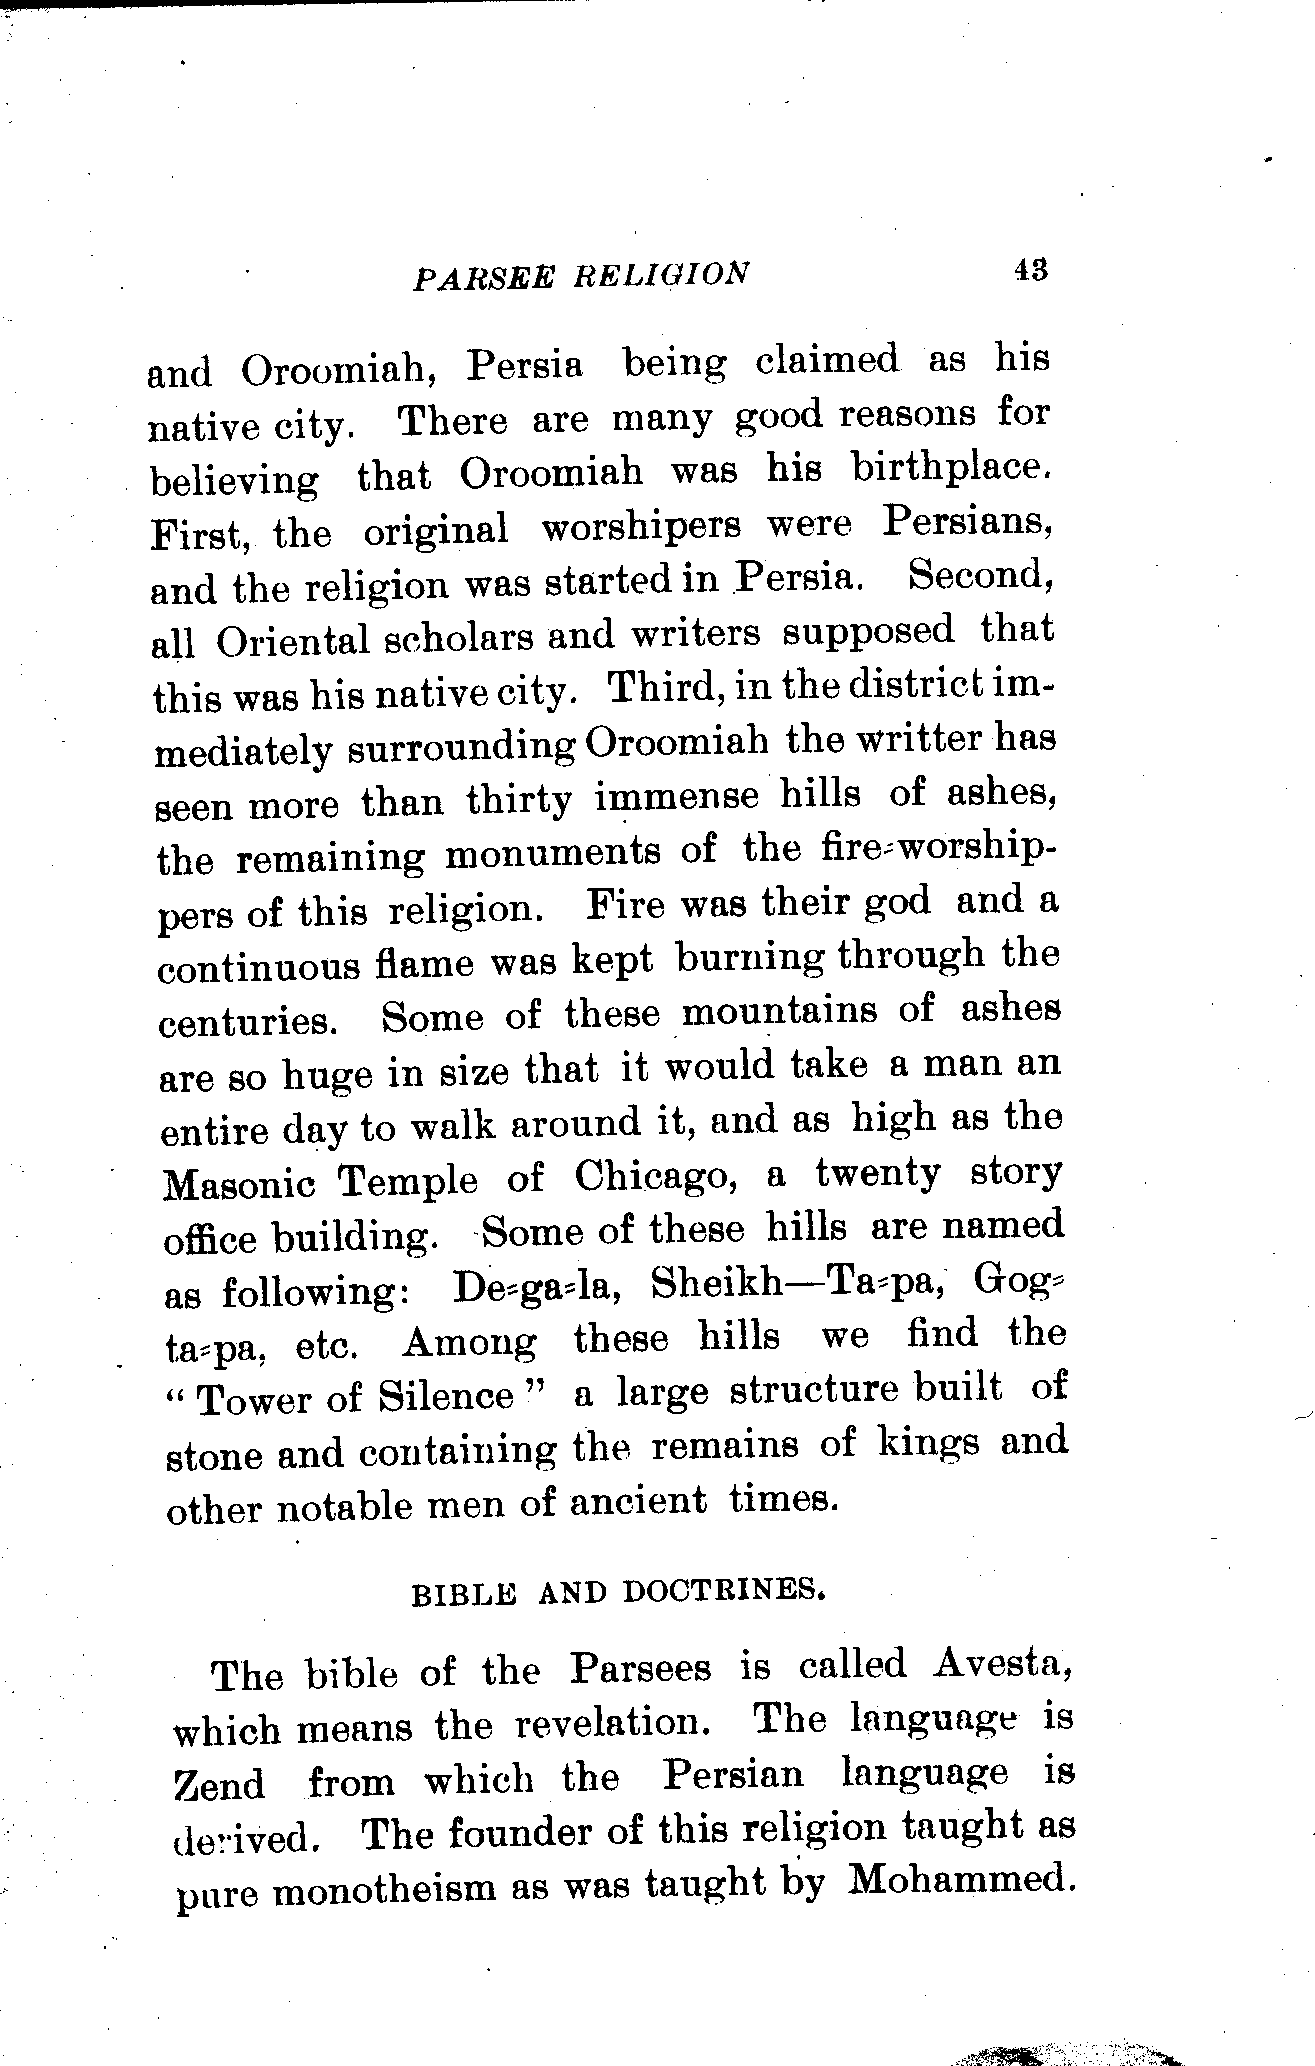 PARSEE RELIGION 43
and Oroomiah, Persia being claimed as his
native city. There are many good reasons for
believing that Oroomiah was his birthplace.
First, the original worshipers were Persians,
and the religion was started in Persia. Second,
all Oriental scholars and writers supposed that
this was his native city. Third, in the district im-
mediately surrounding Oroomiah the writter has
seen more than thirty immense hills of ashes,
the remaining monuments of the fire-worship-
pers of this religion. Fire was their god and a
continuous flame was kept burning through the
centuries. Some of these mountains of ashes
are so huge in size that it would take a man an
entire day to walk around it, and as high as the
Masonic Temple of Chicago, a twenty story
office building. Some of these hills are named
as following: De-ga-la, Sheikh—Ta-pa, Gog-
ta-pa, etc. Among these hills we find the
"Tower of Silence" a large structure built of
stone and containing the remains of kings and
other notable men of ancient times.
BIBLE AND DOCTRINES.
The bible of the Parsees is called Avesta,
which means the revelation. The language is
Zend from which the Persian language is
derived. The founder of this religion taught as
pure monotheism as was taught by Mohammed.